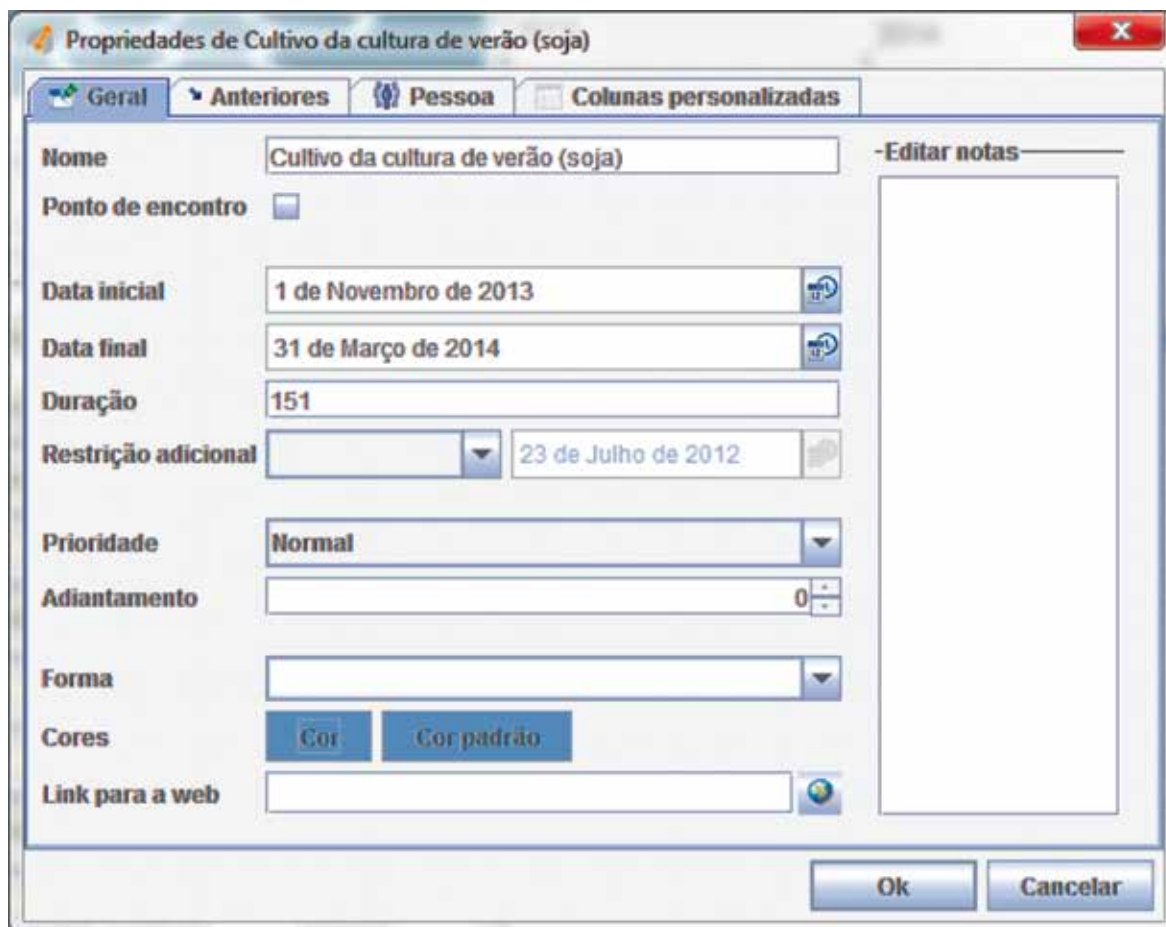 Propriedades de Cultivo da cultura de verão (soja)
Geral Anteriores Pessoa Colunas personalizadas
Nome Cultivo da cultura de verão (soja)
Editar notas
Ponto de encontro
Data inicial 1 de Novembro de 2013
Data final 31 de Março de 2014
Duração 151
Restrição adicional 23 de Julho de 2012
Prioridade Normal
Adiantamento 0
Forma
Cores Cor Cor padrão
Link para a web
Ok Cancelar